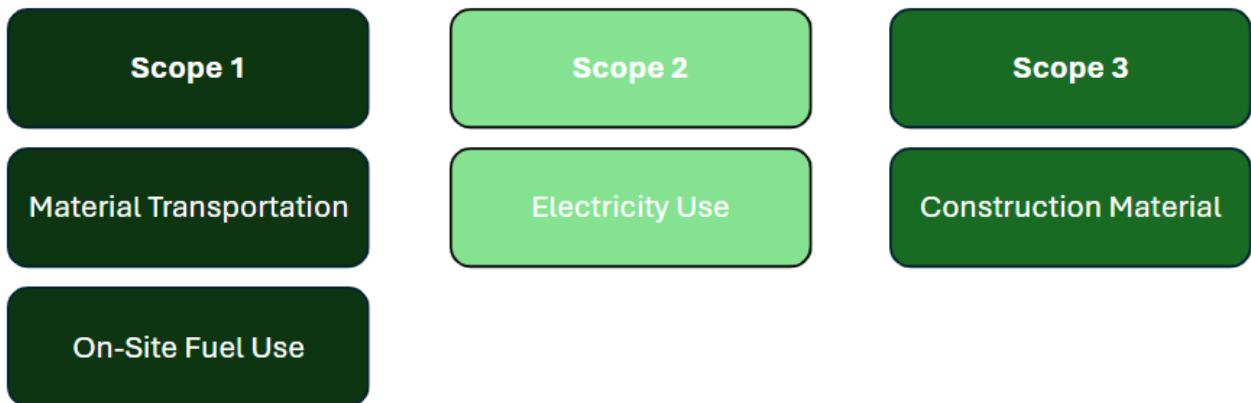 Scope 1
Scope 2
Scope 3
Material Transportation
Electricity Use
Construction Material
On-Site Fuel Use